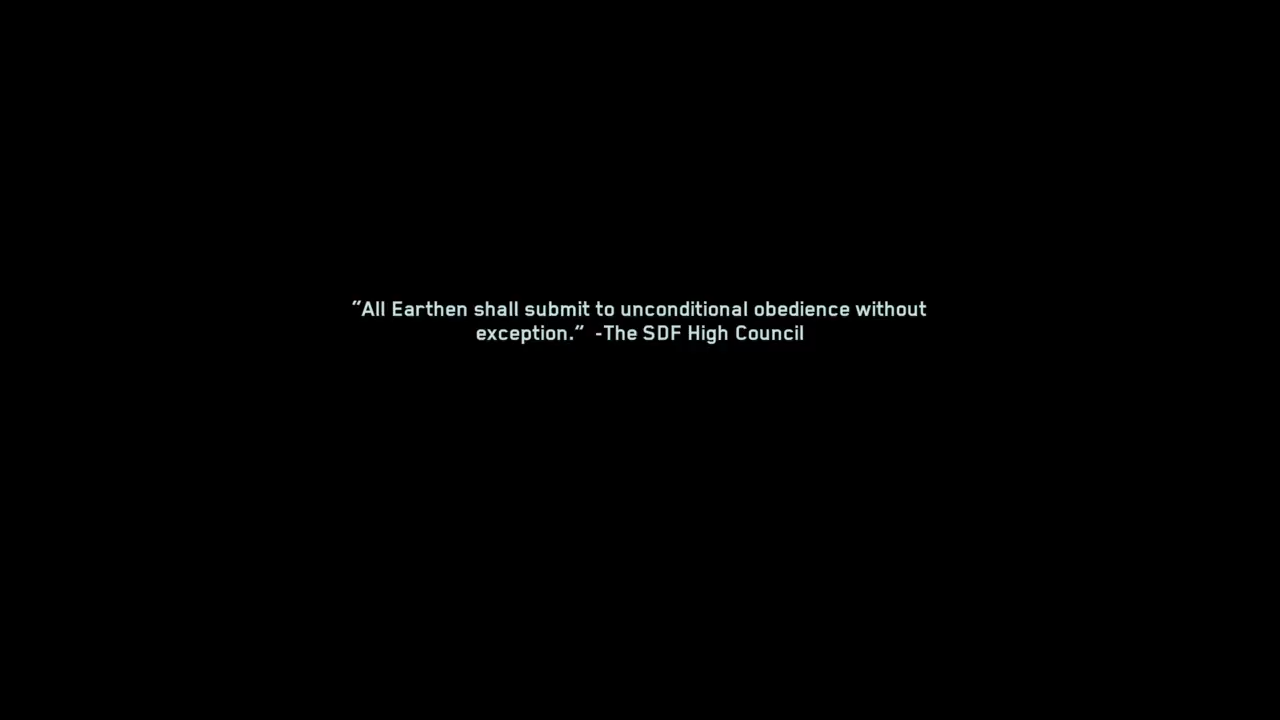 "All Earthen shall submit to unconditional obedience without
exception." -The SDF High Council